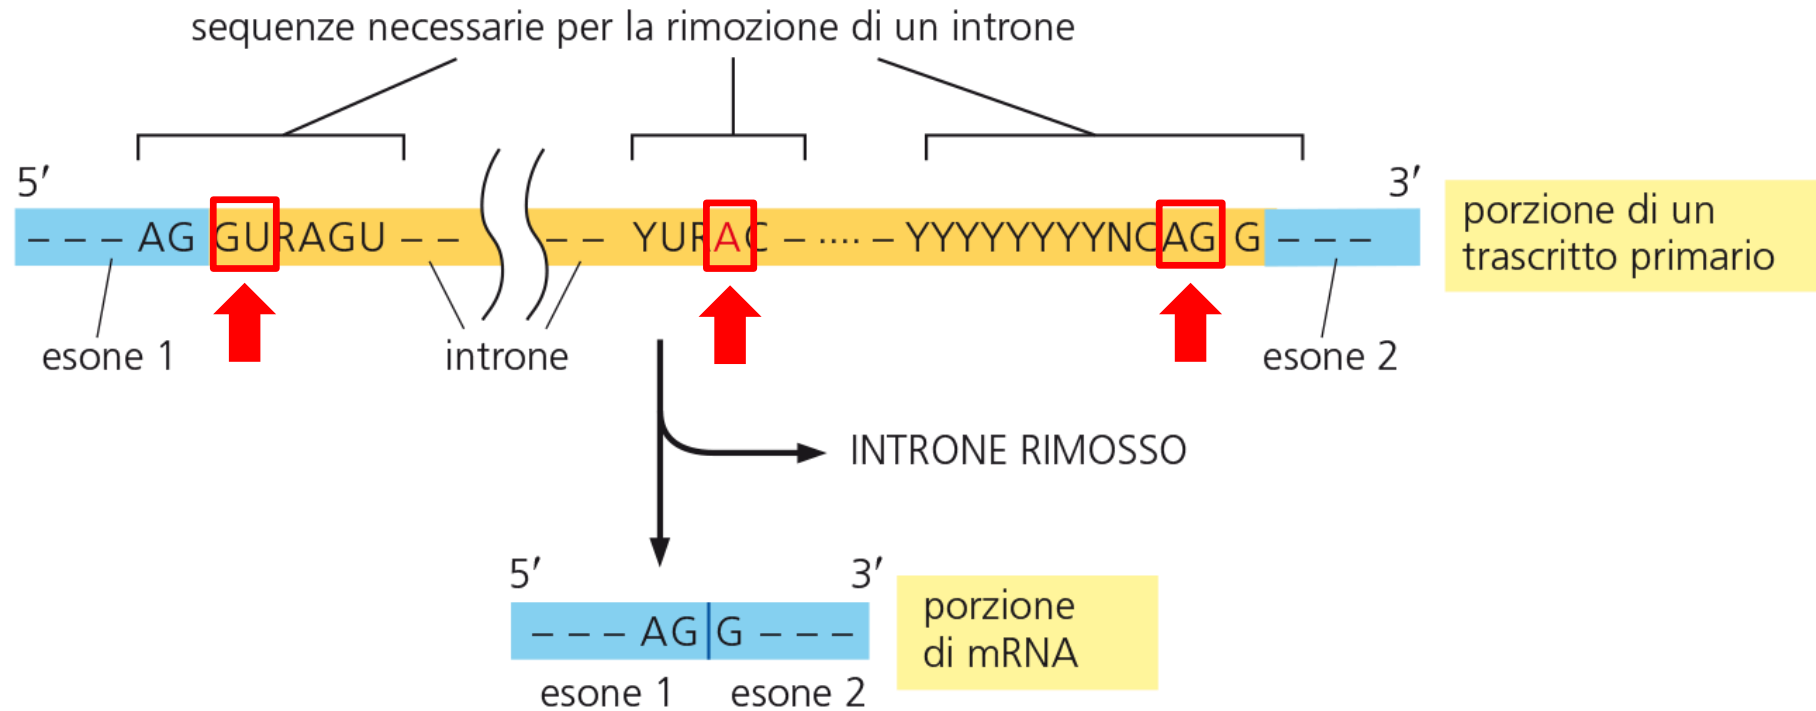 sequenze necessarie per la rimozione di un introne
5′ 3′
– – – AG GURAGU – – – – YURAC – ···· – YYYYYYYYNCAG G – – –
porzione di un
trascritto primario
esone 1 introne esone 2
INTRONE RIMOSSO
5′ 3′
– – – AG G – – –
porzione
di mRNA
esone 1 esone 2